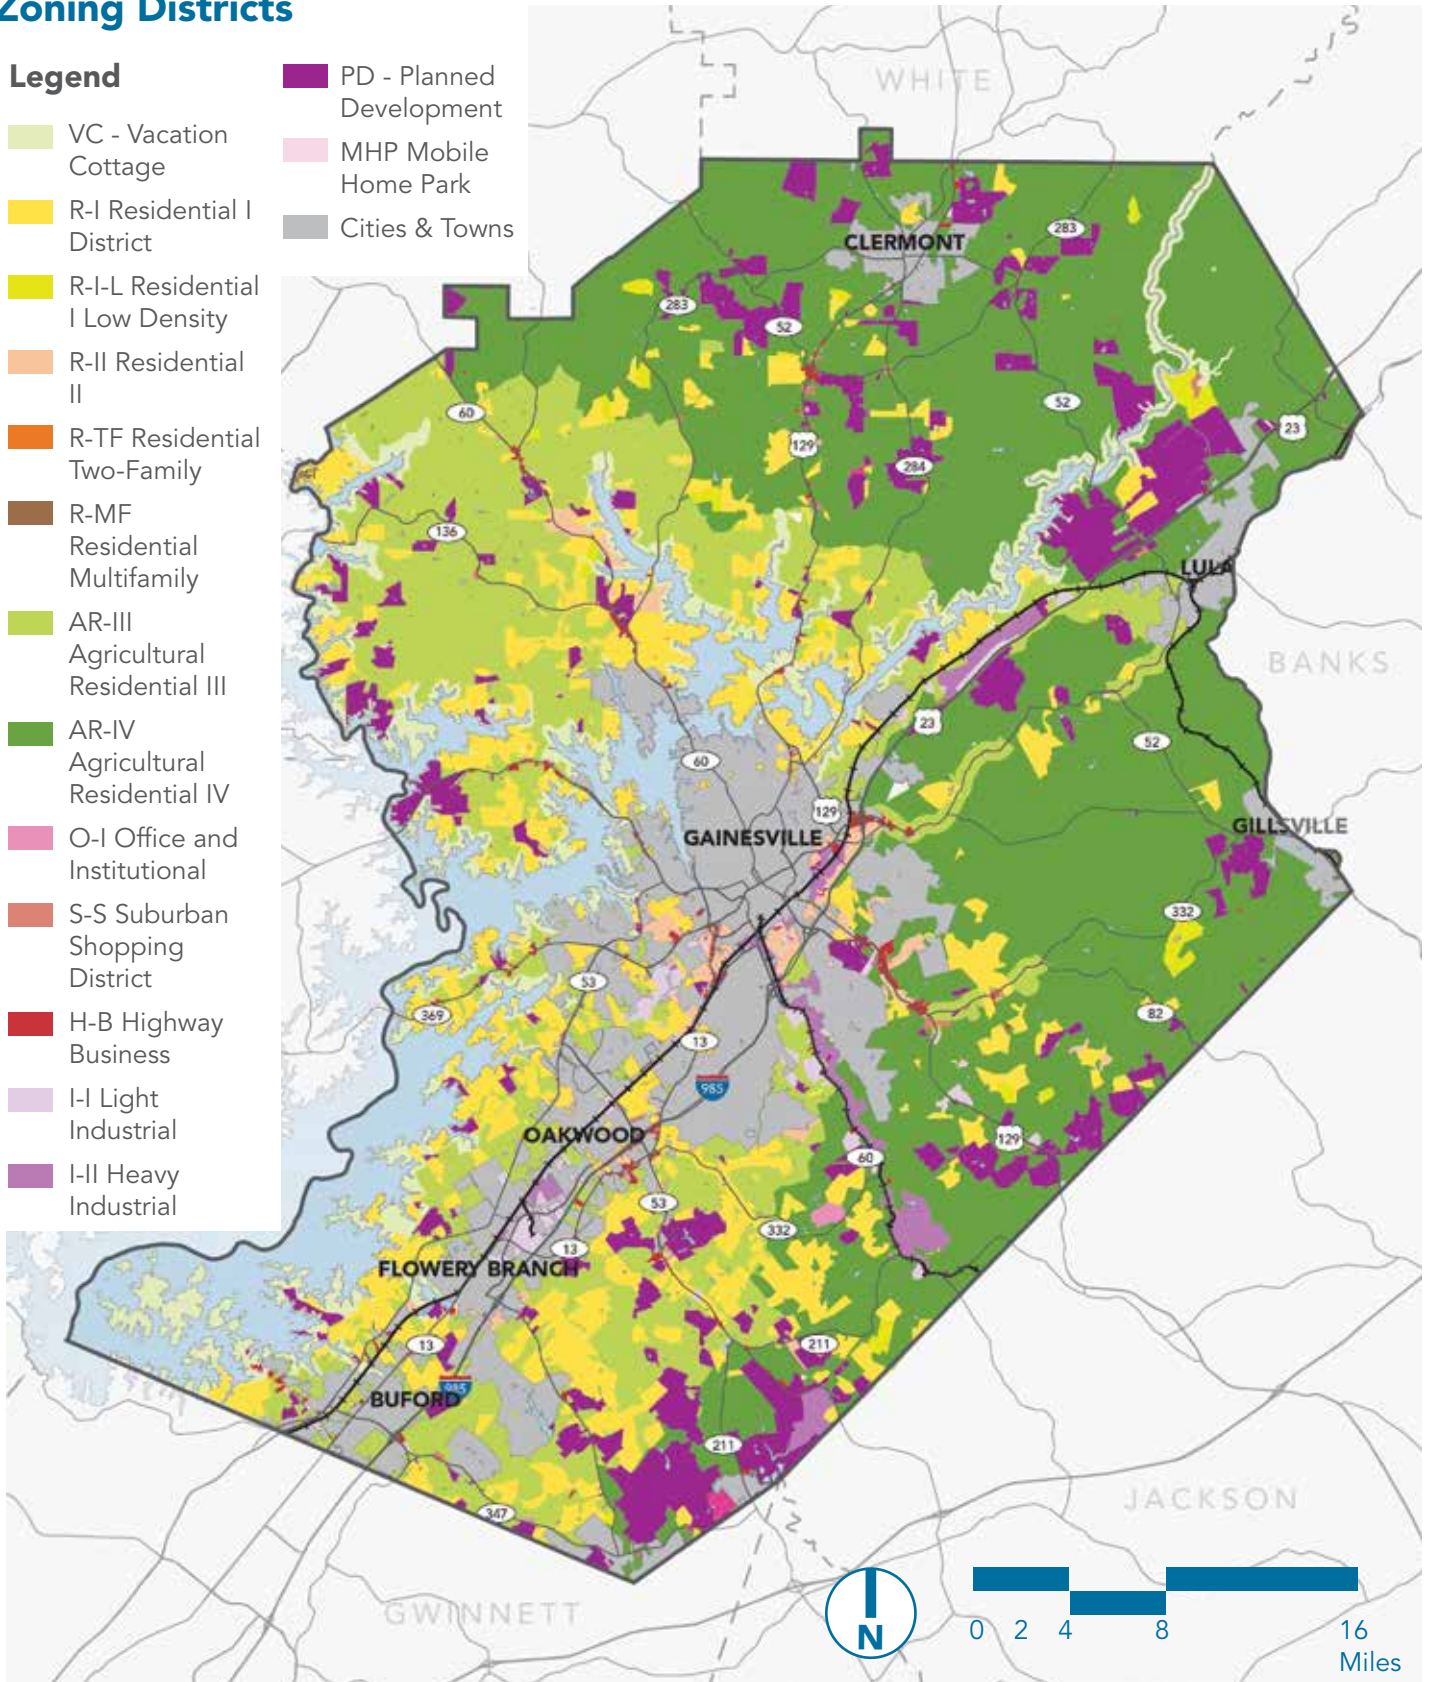 Zoning Districts
Legend
VC - Vacation
Cottage
R-I Residential I
District
R-I-L Residential
I Low Density
R-II Residential
II
R-TF Residential
Two-Family
R-MF
Residential
Multifamily
AR-III
Agricultural
Residential III
AR-IV
Agricultural
Residential IV
O-I Office and
Institutional
S-S Suburban
Shopping
District
H-B Highway
Business
I-I Light
Industrial
I-II Heavy
Industrial
PD - Planned
Development
MHP Mobile
Home Park
Cities & Towns
WHITE
283
CLERMONT
283
52
60
52
129
23
284
136
LULA
BANKS
23
52
60
129
GAINESVILLE
GILLSVILLE
332
53
369
82
13
985
OAKWOOD
129
60
53
332
13
FLOWERY BRANCH
13
211
985
BUFORD
211
347
JACKSON
GWINNETT
N
0 2 4 8 16
Miles